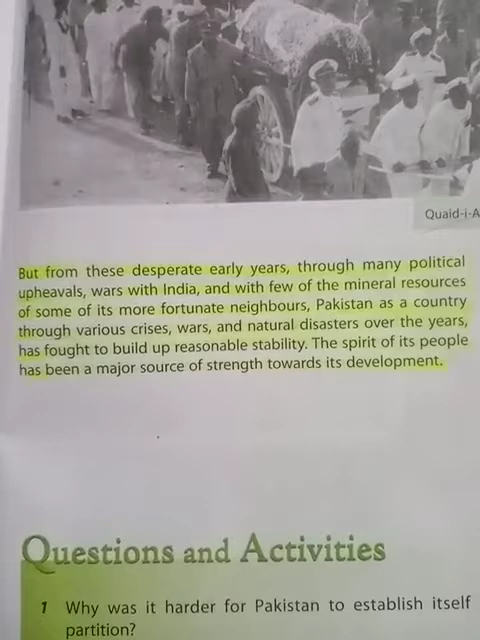 Quaid-i-A
But from these desperate early years, through many political
upheavals, wars with India, and with few of the mineral resources
of some of its more fortunate neighbours, Pakistan as a country
through various crises, wars, and natural disasters over the years,
has fought to build up reasonable stability. The spirit of its people
has been a major source of strength towards its development.
Questions and Activities
1 Why was it harder for Pakistan to establish itself
partition?